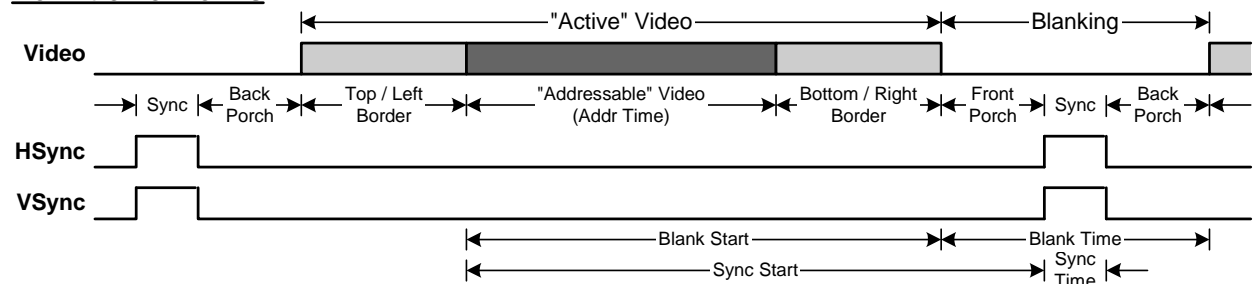 "Active" Video
Blanking
Video
Sync
Back Porch
Top / Left Border
"Addressable" Video (Addr Time)
Bottom / Right Border
Front Porch
Sync
Back Porch
HSync
VSync
Blank Start
Blank Time
Sync Start
Sync Time